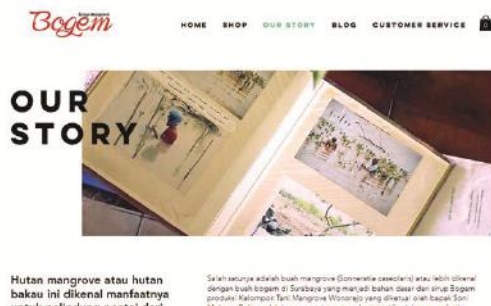 Bogem
HOME SHOP OUR STORY BLOG CUSTOMER SERVICE 0
OUR
STORY
Hutan mangrove atau hutan
bakau ini dikenal manfaatnya
Salah satunya adalah buah mangrove (Sonneratia caseolaris) atau lebih dikenal
dengan buah bogem di Surabaya yang menjadi bahan dasar dari sirup Bogem
produksi Kelompok Tani Mangrove Wonorejo yang dikenal oleh bapak Soni